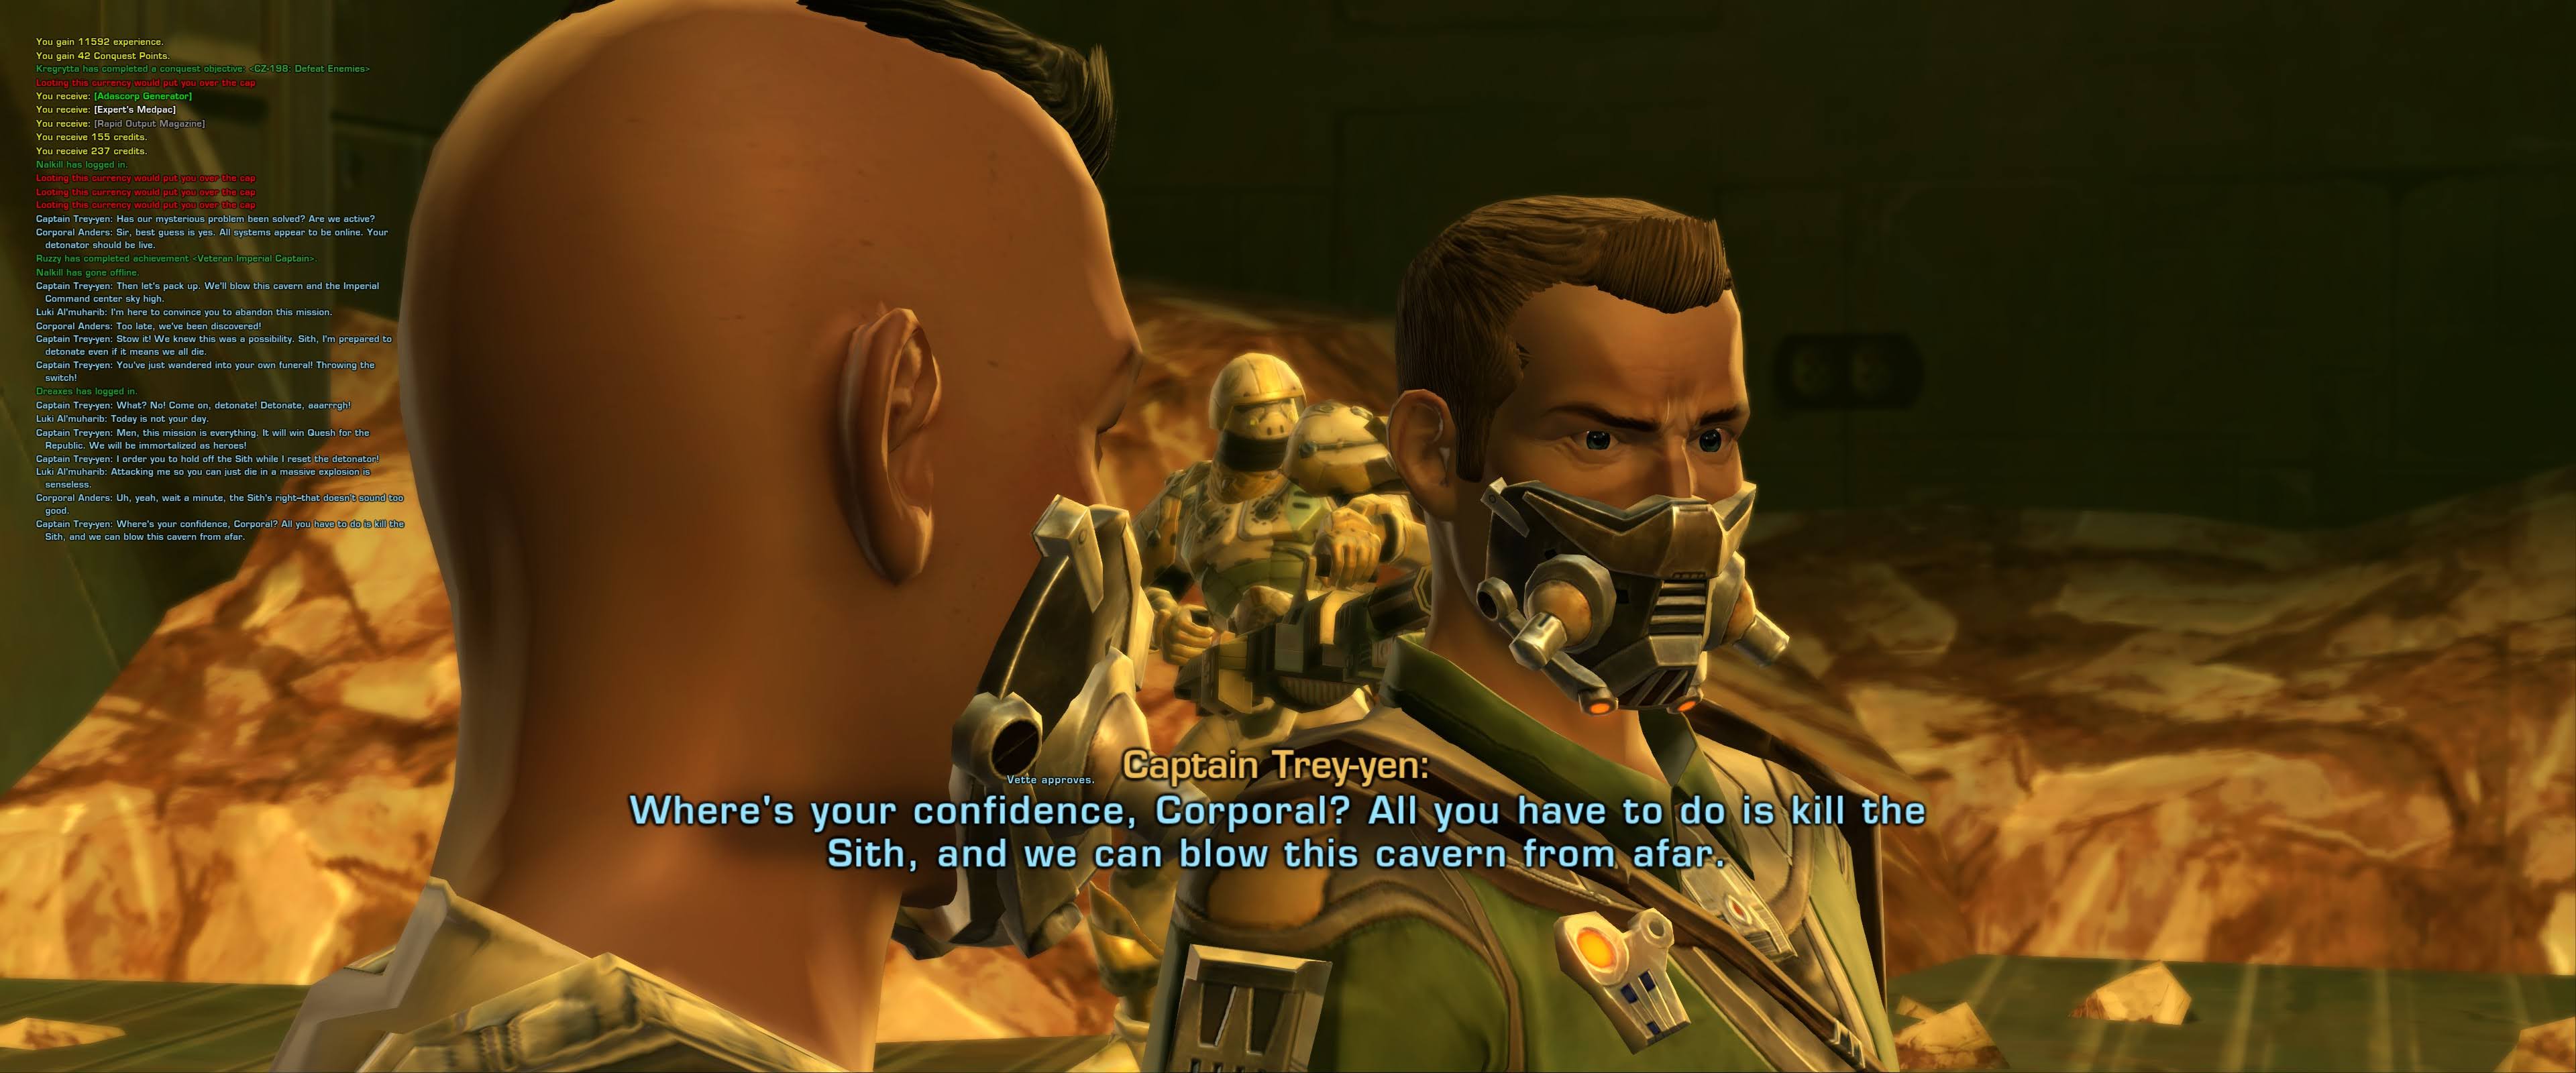 You gain 11592 experience.
You gain 42 Conquest Points.
Kregrytta has completed a conquest objective: <CZ-198: Defeat Enemies>
Looting this currency would put you over the cap
You receive: [Adascorp Generator]
You receive: [Expert's Medpac]
You receive: [Rapid Output Magazine]
You receive 155 credits.
You receive 237 credits.
Nalkill has logged in.
Looting this currency would put you over the cap
Looting this currency would put you over the cap
Looting this currency would put you over the cap
Captain Trey-yen: Has our mysterious problem been solved? Are we active?
Corporal Anders: Sir, best guess is yes. All systems appear to be online. Your
detonator should be live.
Ruzzy has completed achievement <Veteran Imperial Captain>.
Nalkill has gone offline.
Captain Trey-yen: Then let's pack up. We'll blow this cavern and the Imperial
Command center sky high.
Luki Al'muharib: I'm here to convince you to abandon this mission.
Corporal Anders: Too late, we've been discovered!
Captain Trey-yen: Stow it! We knew this was a possibility. Sith, I'm prepared to
detonate even if it means we all die.
Captain Trey-yen: You've just wandered into your own funeral! Throwing the
switch!
Dreaxes has logged in.
Captain Trey-yen: What? No! Come on, detonate! Detonate, aaarrrgh!
Luki Al'muharib: Today is not your day.
Captain Trey-yen: Men, this mission is everything. It will win Quesh for the
Republic. We will be immortalized as heroes!
Captain Trey-yen: I order you to hold off the Sith while I reset the detonator!
Luki Al'muharib: Attacking me so you can just die in a massive explosion is
senseless.
Corporal Anders: Uh, yeah, wait a minute, the Sith's right—that doesn't sound too
good.
Captain Trey-yen: Where's your confidence, Corporal? All you have to do is kill the
Sith, and we can blow this cavern from afar.
Vette approves.
Captain Trey-yen:
Where's your confidence, Corporal? All you have to do is kill the
Sith, and we can blow this cavern from afar.